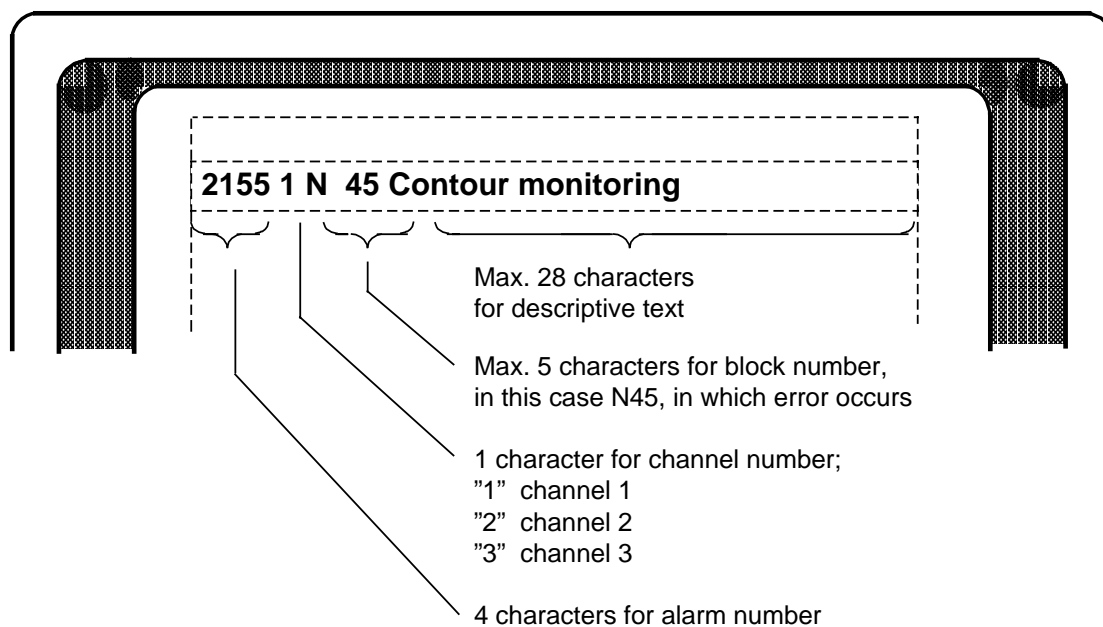 2155 1 N 45 Contour monitoring
Max. 28 characters
for descriptive text
Max. 5 characters for block number,
in this case N45, in which error occurs
1 character for channel number;
”1” channel 1
”2” channel 2
”3” channel 3
4 characters for alarm number